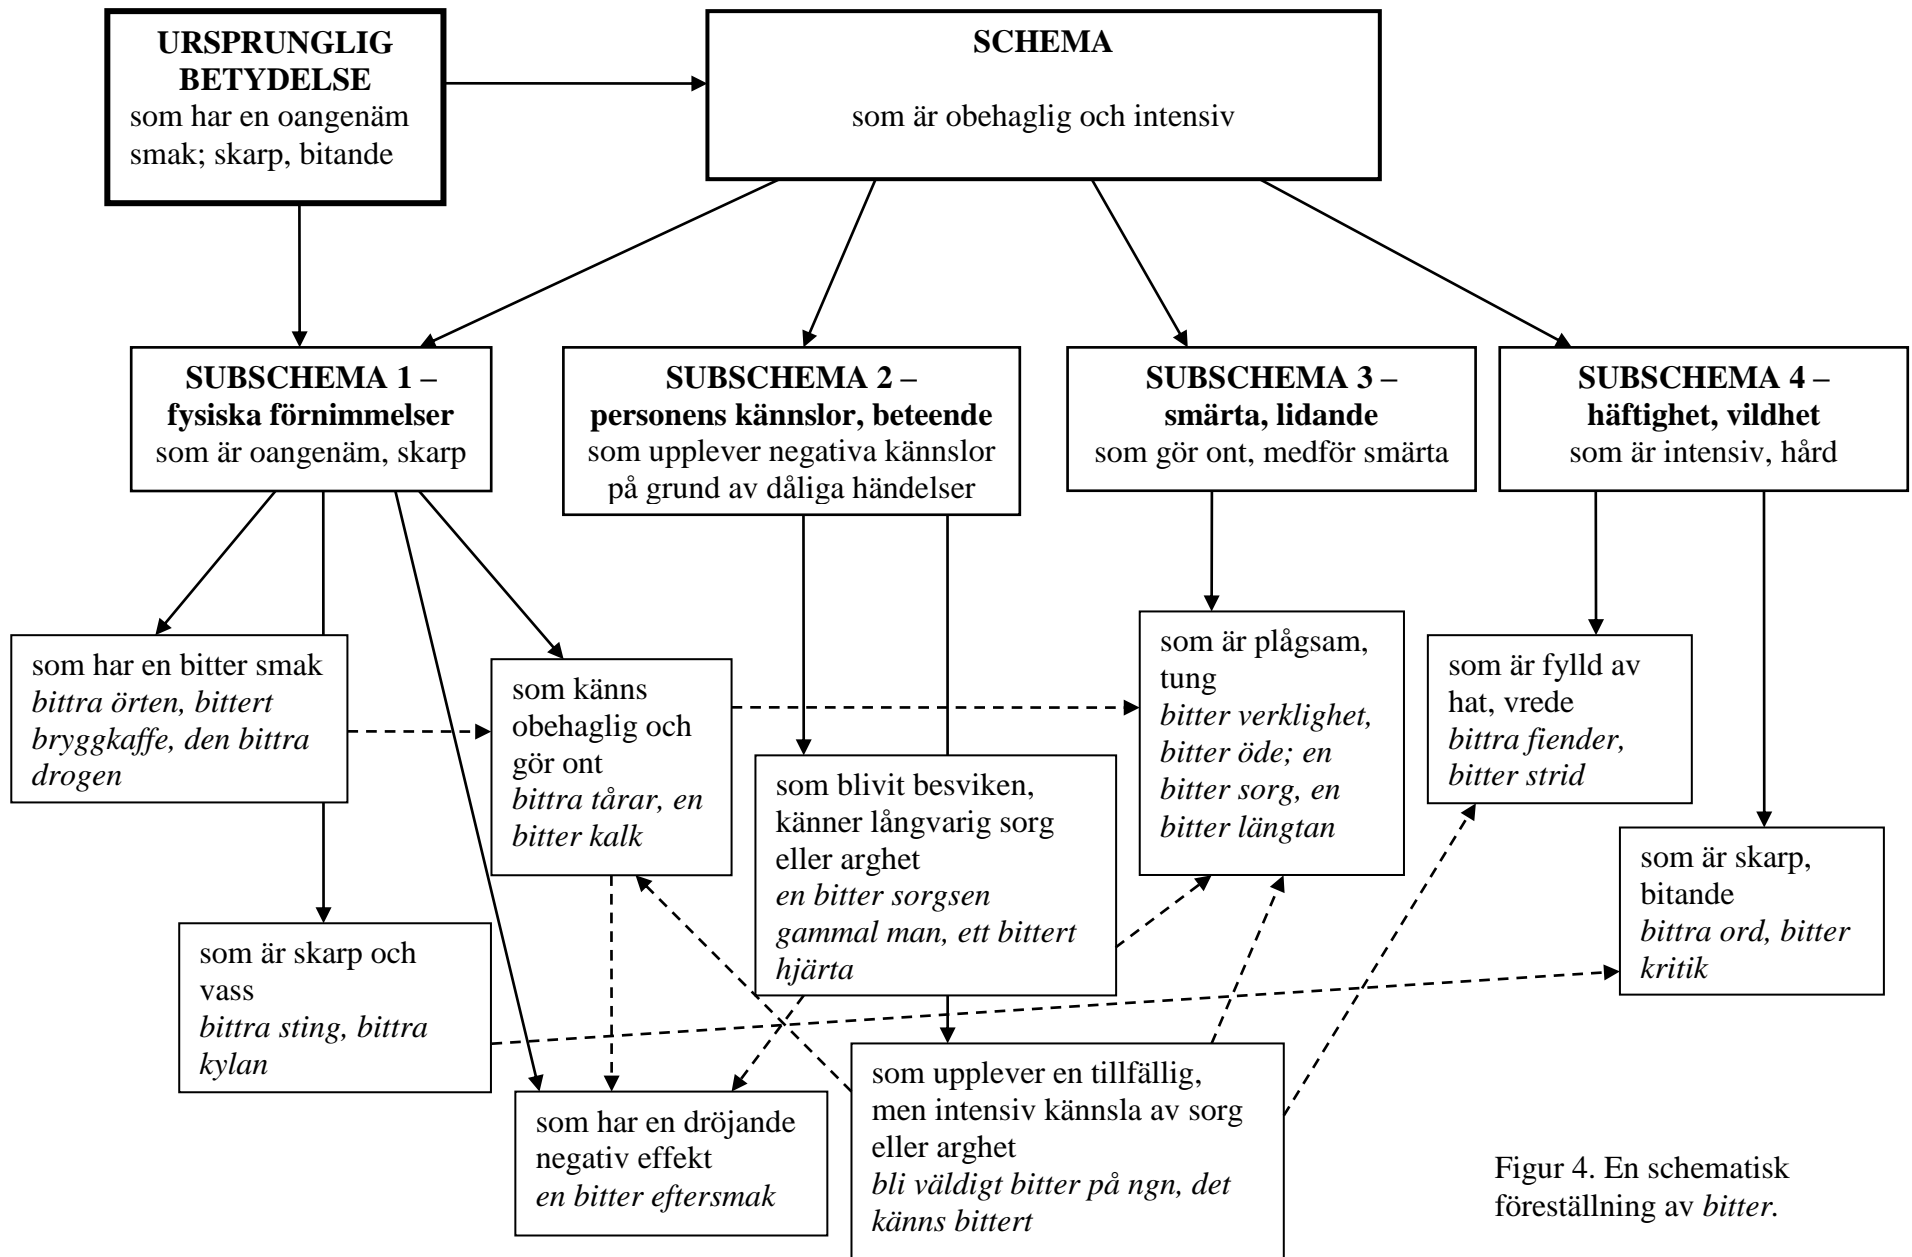 URSPRUNGLIG
BETYDELSE
som har en oangenäm
smak; skarp, bitande
SCHEMA
som är obehaglig och intensiv
SUBSCHEMA 1 –
fysiska förnimmelser
som är oangenäm, skarp
SUBSCHEMA 2 –
personens kännslor, beteende
som upplever negativa kännslor
på grund av dåliga händelser
SUBSCHEMA 3 –
smärta, lidande
som gör ont, medför smärta
SUBSCHEMA 4 –
häftighet, vildhet
som är intensiv, hård
som har en bitter smak
bittra örten, bittert
bryggkaffe, den bittra
drogen
som känns
obehaglig och
gör ont
bittra tårar, en
bitter kalk
som är plågsam,
tung
bitter verklighet,
bitter öde; en
bitter sorg, en
bitter längtan
som är fylld av
hat, vrede
bittra fiender,
bitter strid
som blivit besviken,
känner långvarig sorg
eller arghet
en bitter sorgsen
gammal man, ett bittert
hjärta
som är skarp,
bitande
bittra ord, bitter
kritik
som är skarp och
vass
bittra sting, bittra
kylan
som har en dröjande
negativ effekt
en bitter eftersmak
som upplever en tillfällig,
men intensiv kännsla av sorg
eller arghet
bli väldigt bitter på ngn, det
känns bittert
Figur 4. En schematisk
föreställning av bitter.